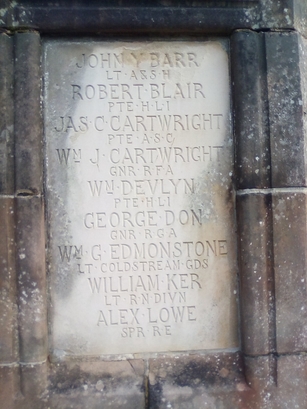 JOHN Y BARR
LT A&S·H
ROBERT·BLAIR
PTE·H·L·I
JAS·C·CARTWRIGHT
PTE·A·S·C
WM J·CARTWRIGHT
GNR·R·F·A
WM·DEVLYN
PTE·H·L·I
GEORGE·DON
GNR·R·G·A
WM·G·EDMONSTONE
LT·COLDSTREAM·GDS
WILLIAM·KER
LT R·N·DIVN
ALEX·LOWE
SPR·R·E